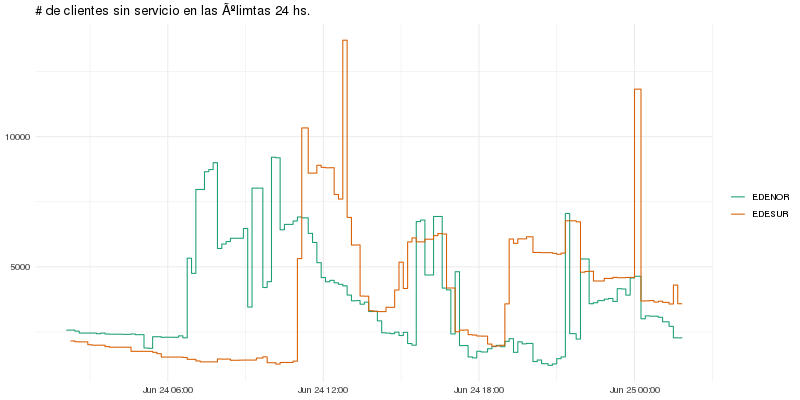 # de clientes sin servicio en las Ãºlimtas 24 hs.
10000
5000
EDENOR
EDESUR
Jun 24 06:00
Jun 24 12:00
Jun 24 18:00
Jun 25 00:00